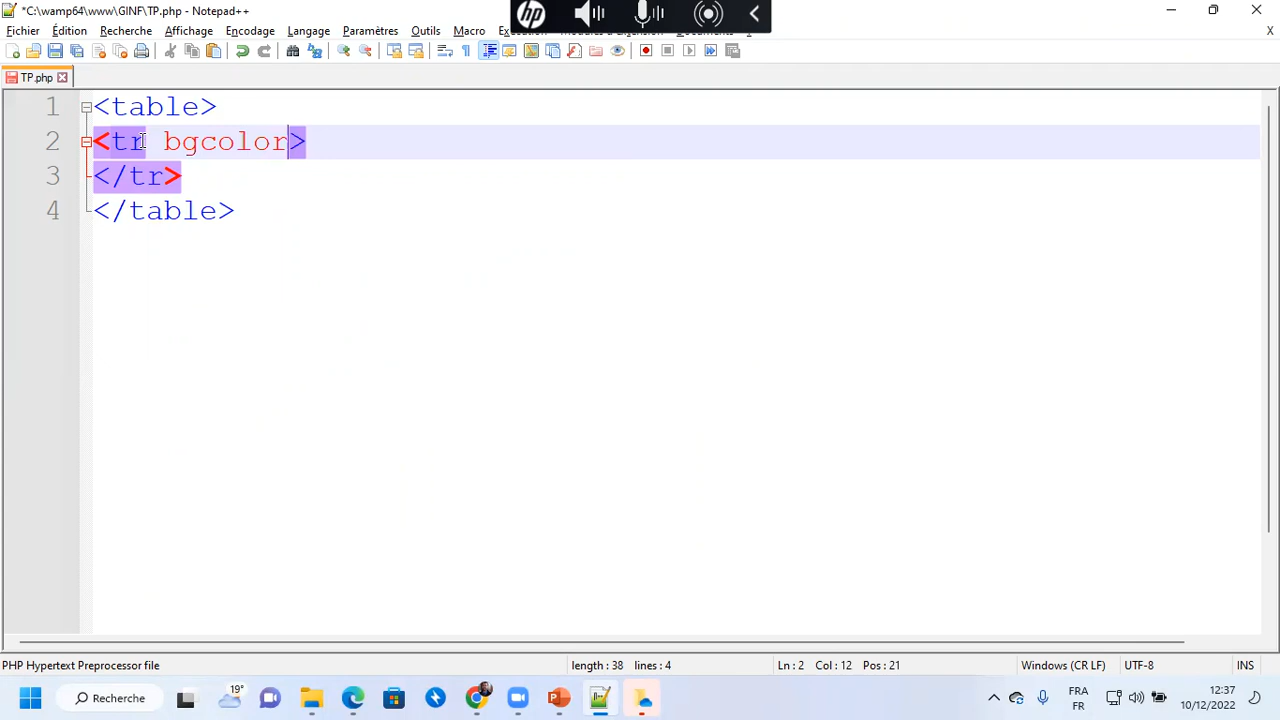 *C:\wamp64\www\GINF\TP.php - Notepad++
hp
Fichier Édition Recherche Affichage Encodage Langage Paramètres Outils Macro
X
TP.php
1 <table>
2 <tr bgcolor>
3 </tr>
4 </table>
PHP Hypertext Preprocessor file length : 38 lines : 4 Ln : 2 Col : 12 Pos : 21 Windows (CR LF) UTF-8 INS
Recherche 19° FRA 12:37
FR 10/12/2022